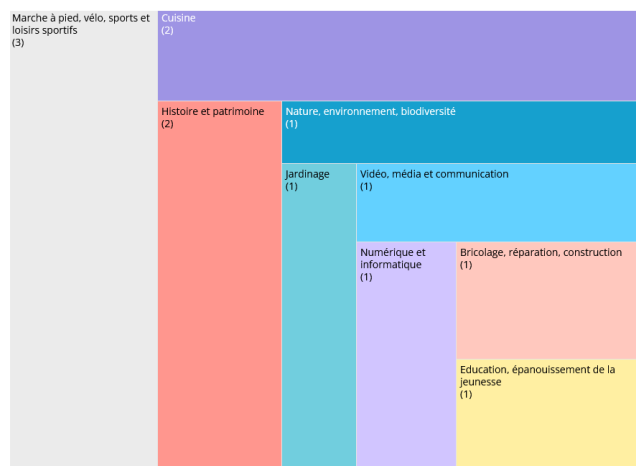 Marche à pied, vélo, sports et
loisirs sportifs
(3)
Cuisine
(2)
Histoire et patrimoine
(2)
Nature, environnement, biodiversité
(1)
Jardinage
(1)
Vidéo, média et communication
(1)
Numérique et
informatique
(1)
Bricolage, réparation, construction
(1)
Education, épanouissement de la
jeunesse
(1)